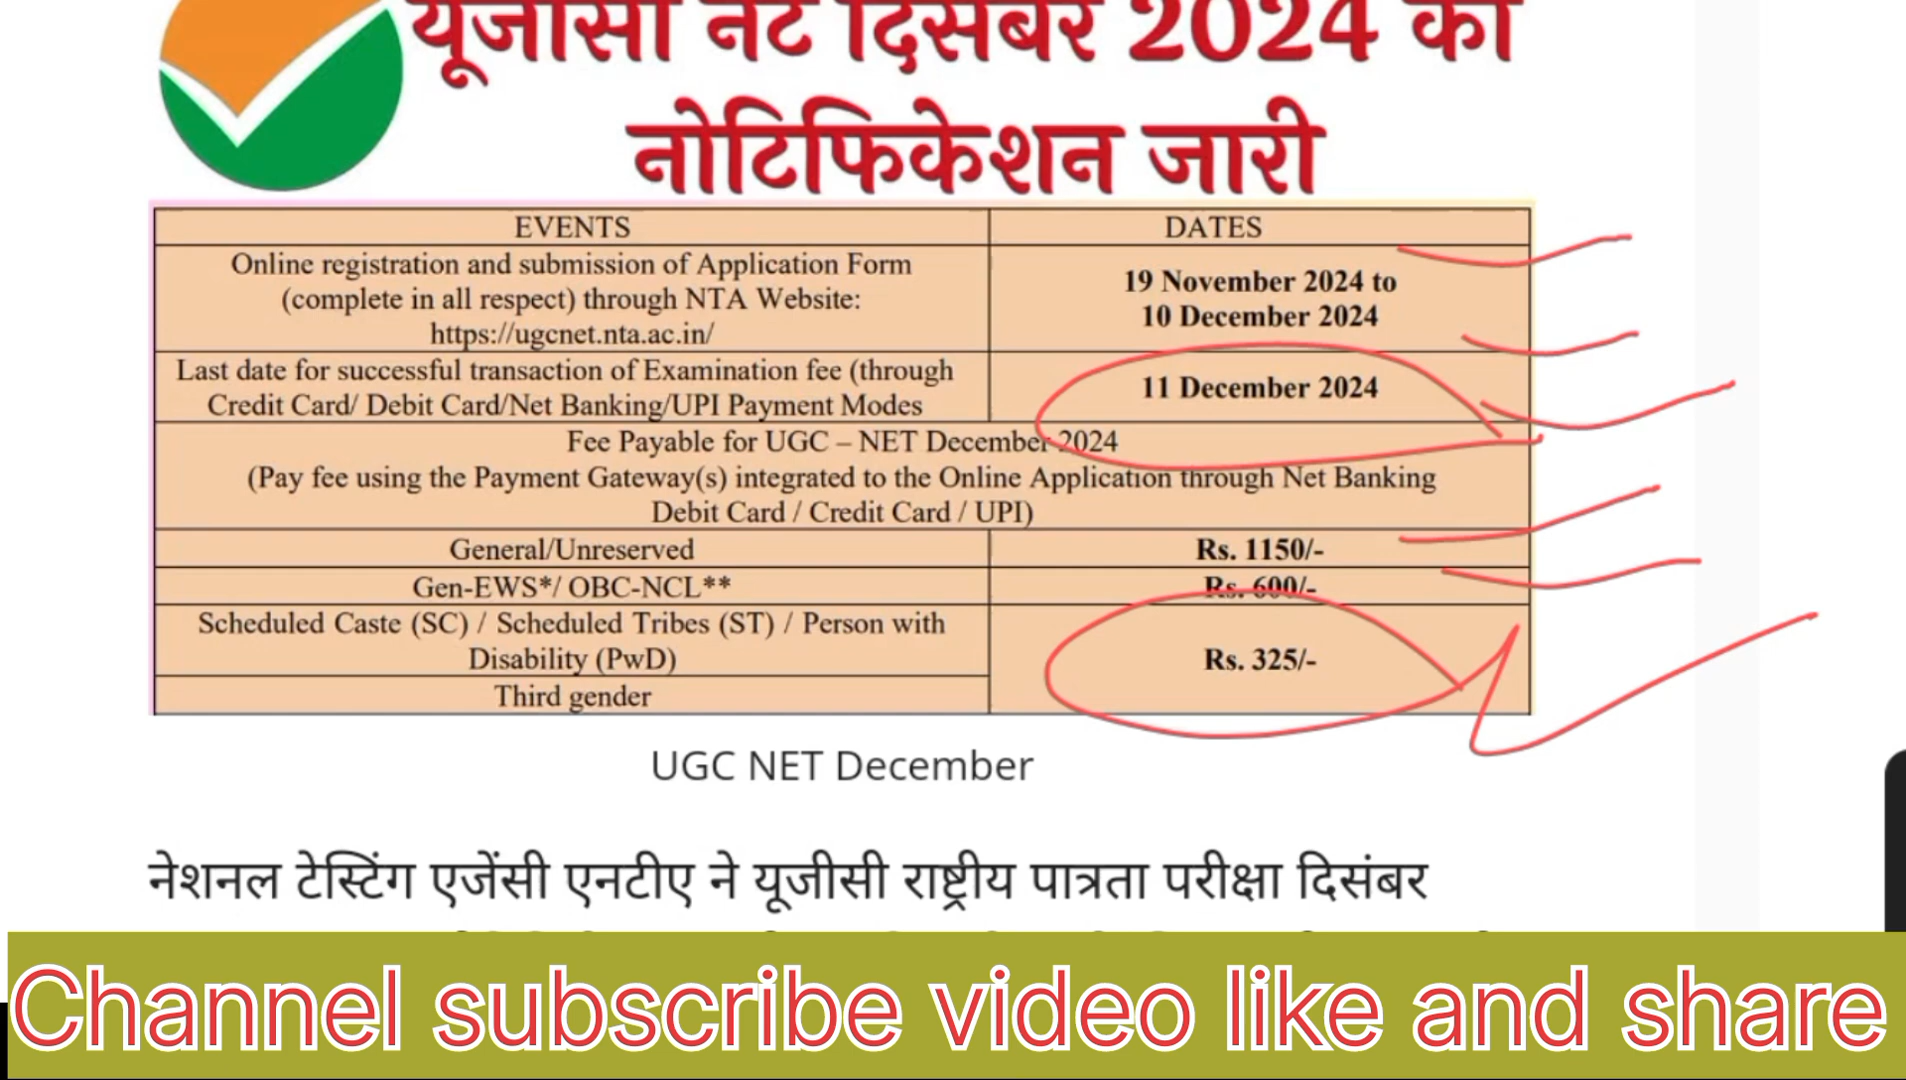 यूजीसी नेट दिसंबर 2024 का
नोटिफिकेशन जारी
EVENTS
DATES
Online registration and submission of Application Form
(complete in all respect) through NTA Website:
https://ugcnet.nta.ac.in/
19 November 2024 to
10 December 2024
Last date for successful transaction of Examination fee (through
Credit Card/ Debit Card/Net Banking/UPI Payment Modes
11 December 2024
Fee Payable for UGC – NET December 2024
(Pay fee using the Payment Gateway(s) integrated to the Online Application through Net Banking
Debit Card / Credit Card / UPI)
General/Unreserved
Rs. 1150/-
Gen-EWS*/ OBC-NCL**
Rs. 600/-
Scheduled Caste (SC) / Scheduled Tribes (ST) / Person with
Disability (PwD)
Rs. 325/-
Third gender
UGC NET December
नेशनल टेस्टिंग एजेंसी एनटीए ने यूजीसी राष्ट्रीय पात्रता परीक्षा दिसंबर
Channel subscribe video like and share